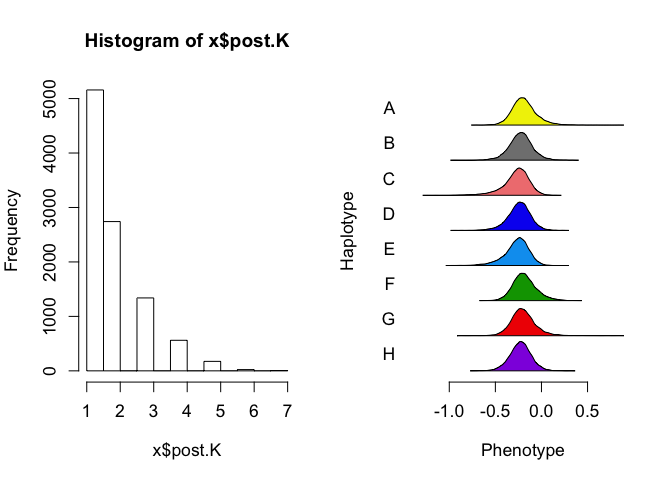 Histogram of x$post.K
Frequency
5000
4000
3000
2000
1000
0
1 2 3 4 5 6 7
x$post.K
Haplotype
A
B
C
D
E
F
G
H
-1.0 -0.5 0.0 0.5
Phenotype